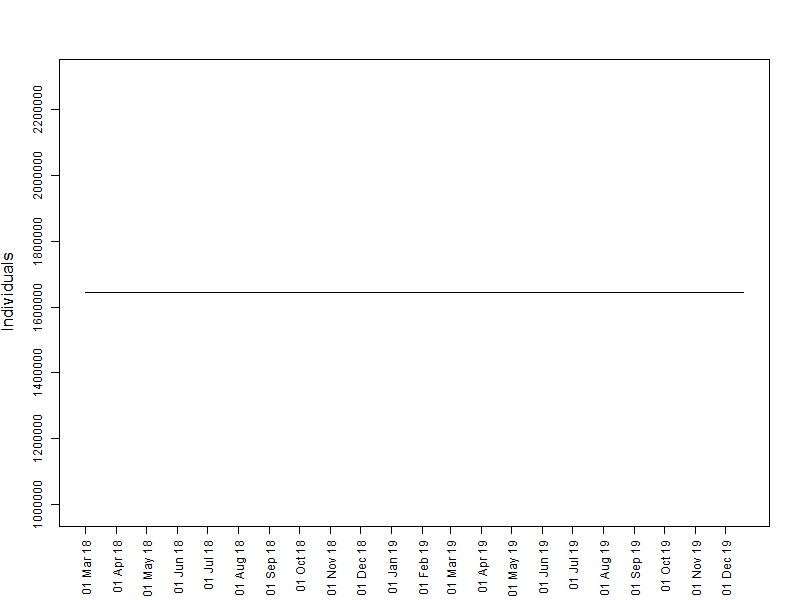 Individuals
2200000
2000000
1800000
1600000
1400000
1200000
1000000
01 Mar 18
01 Apr 18
01 May 18
01 Jun 18
01 Jul 18
01 Aug 18
01 Sep 18
01 Oct 18
01 Nov 18
01 Dec 18
01 Jan 19
01 Feb 19
01 Mar 19
01 Apr 19
01 May 19
01 Jun 19
01 Jul 19
01 Aug 19
01 Sep 19
01 Oct 19
01 Nov 19
01 Dec 19